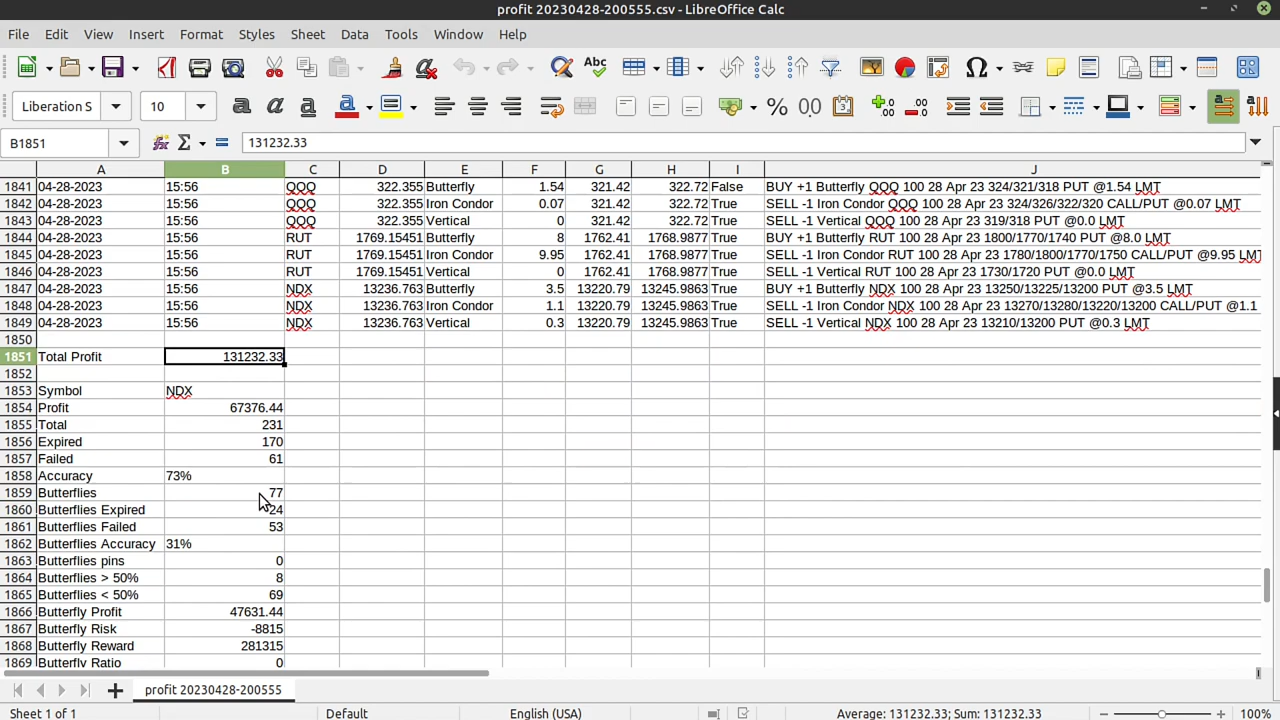 profit 20230428-200555.csv - LibreOffice Calc
File Edit View Insert Format Styles Sheet Data Tools Window Help
Liberation S 10
B1851 131232.33
A B C D E F G H I J
1841 04-28-2023 15:56 QQQ 322.355 Butterfly 1.54 321.42 322.72 False BUY +1 Butterfly QQQ 100 28 Apr 23 324/321/318 PUT @1.54 LMT
1842 04-28-2023 15:56 QQQ 322.355 Iron Condor 0.07 321.42 322.72 True SELL -1 Iron Condor QQQ 100 28 Apr 23 324/326/322/320 CALL/PUT @0.07 LMT
1843 04-28-2023 15:56 QQQ 322.355 Vertical 0 321.42 322.72 True SELL -1 Vertical QQQ 100 28 Apr 23 319/318 PUT @0.0 LMT
1844 04-28-2023 15:56 RUT 1769.15451 Butterfly 8 1762.41 1768.9877 True BUY +1 Butterfly RUT 100 28 Apr 23 1800/1770/1740 PUT @8.0 LMT
1845 04-28-2023 15:56 RUT 1769.15451 Iron Condor 9.95 1762.41 1768.9877 True SELL -1 Iron Condor RUT 100 28 Apr 23 1780/1800/1770/1750 CALL/PUT @9.95 LMT
1846 04-28-2023 15:56 RUT 1769.15451 Vertical 0 1762.41 1768.9877 True SELL -1 Vertical RUT 100 28 Apr 23 1730/1720 PUT @0.0 LMT
1847 04-28-2023 15:56 NDX 13236.763 Butterfly 3.5 13220.79 13245.9863 True BUY +1 Butterfly NDX 100 28 Apr 23 13250/13225/13200 PUT @3.5 LMT
1848 04-28-2023 15:56 NDX 13236.763 Iron Condor 1.1 13220.79 13245.9863 True SELL -1 Iron Condor NDX 100 28 Apr 23 13270/13280/13220/13200 CALL/PUT @1.1
1849 04-28-2023 15:56 NDX 13236.763 Vertical 0.3 13220.79 13245.9863 True SELL -1 Vertical NDX 100 28 Apr 23 13210/13200 PUT @0.3 LMT
1850
1851 Total Profit 131232.33
1852
1853 Symbol NDX
1854 Profit 67376.44
1855 Total 231
1856 Expired 170
1857 Failed 61
1858 Accuracy 73%
1859 Butterflies 77
1860 Butterflies Expired 24
1861 Butterflies Failed 53
1862 Butterflies Accuracy 31%
1863 Butterflies pins 0
1864 Butterflies > 50% 8
1865 Butterflies < 50% 69
1866 Butterfly Profit 47631.44
1867 Butterfly Risk -8815
1868 Butterfly Reward 281315
1869 Butterfly Ratio 0
profit 20230428-200555
Sheet 1 of 1 Default English (USA) Average: 131232.33; Sum: 131232.33 100%